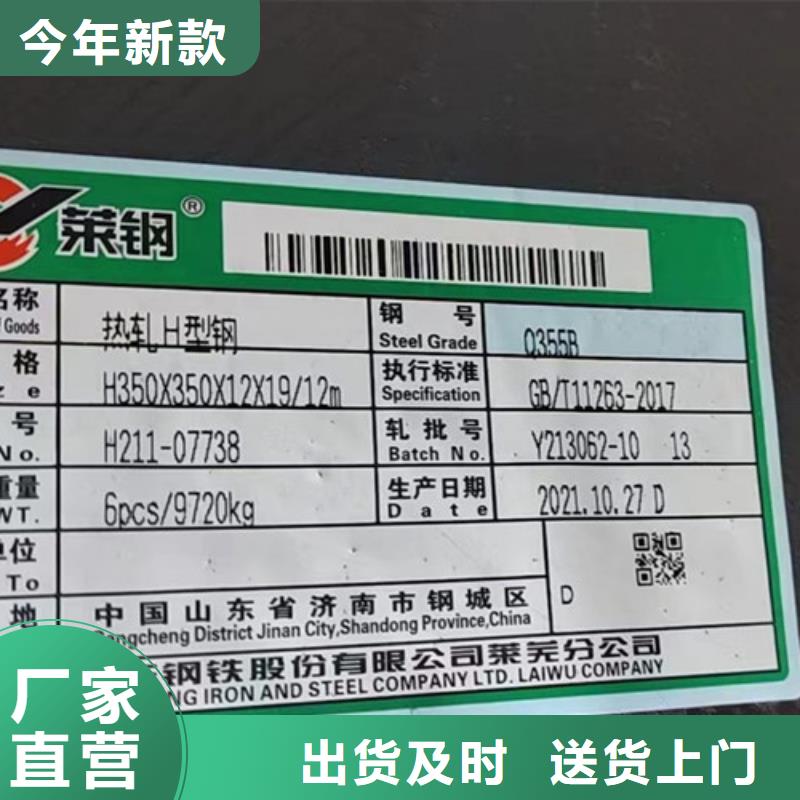 今年新款
莱钢®
名称 热轧H型钢 钢号 Q355B
Goods Steel Grade
格 H350X350X12X19/12m 执行标准 GB/T11263-2017
ze Specification
号 H211-07738 轧批号 Y213062-10 13
No. Batch No.
重量 6pcs/9720kg 生产日期 2021.10.27 D
WT. Date
单位
To D
地 中国山东省济南市钢城区
Gangcheng District Jinan City,Shandong Province,China
钢铁股份有限公司莱芜分公司
NG IRON AND STEEL COMPANY LTD. LAIWU COMPANY
厂家
直营
出货及时 送货上门